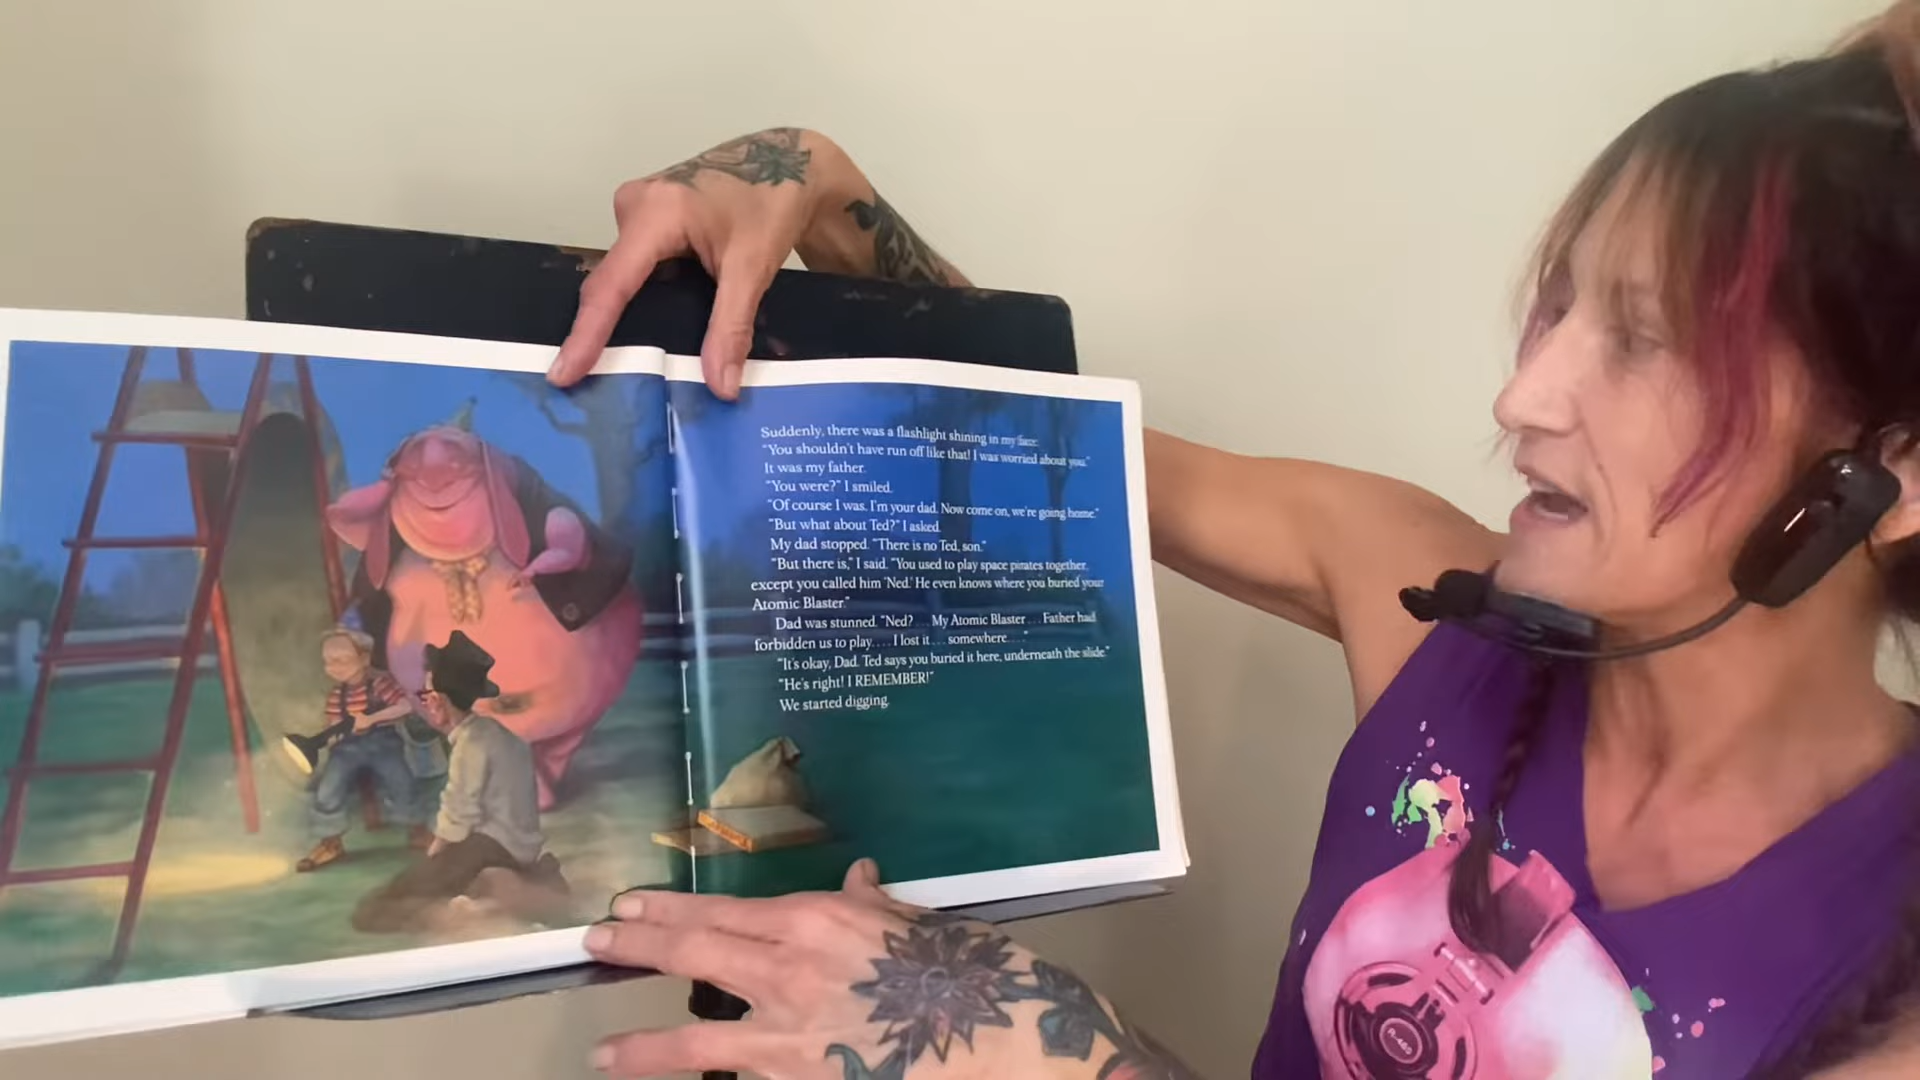 Suddenly, there was a flashlight shining in my face.
"You shouldn't have run off like that! I was worried about you."
It was my father.
"You were?" I smiled.
"Of course I was. I'm your dad. Now come on, we're going home."
"But what about Ted?" I asked.
My dad stopped. "There is no Ted, son."
"But there is," I said. "You used to play space pirates together,
except you called him 'Ned.' He even knows where you buried your
Atomic Blaster."
Dad was stunned. "Ned? . . . My Atomic Blaster . . . Father had
forbidden us to play. . . . I lost it . . . somewhere. . . ."
"It's okay, Dad. Ted says you buried it here, underneath the slide."
"He's right! I REMEMBER!"
We started digging.
R-460